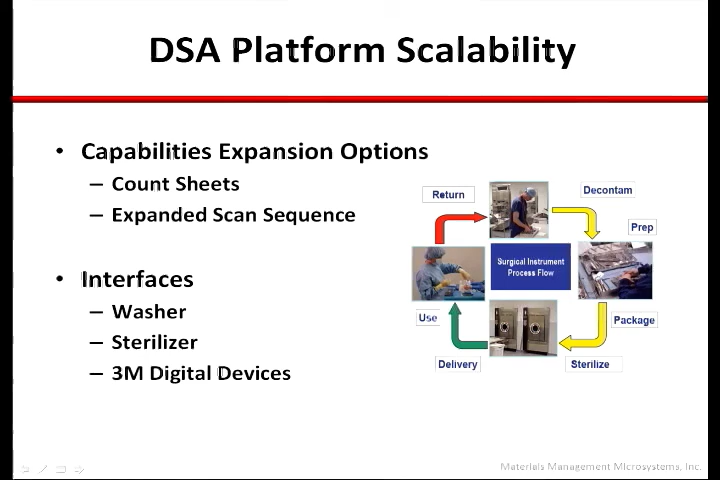 DSA Platform Scalability
• Capabilities Expansion Options
– Count Sheets
– Expanded Scan Sequence
• Interfaces
– Washer
– Sterilizer
– 3M Digital Devices
Return
Decontam
Prep
Surgical Instrument
Process Flow
Use
Package
Delivery
Sterilize
Materials Management Microsystems, Inc.